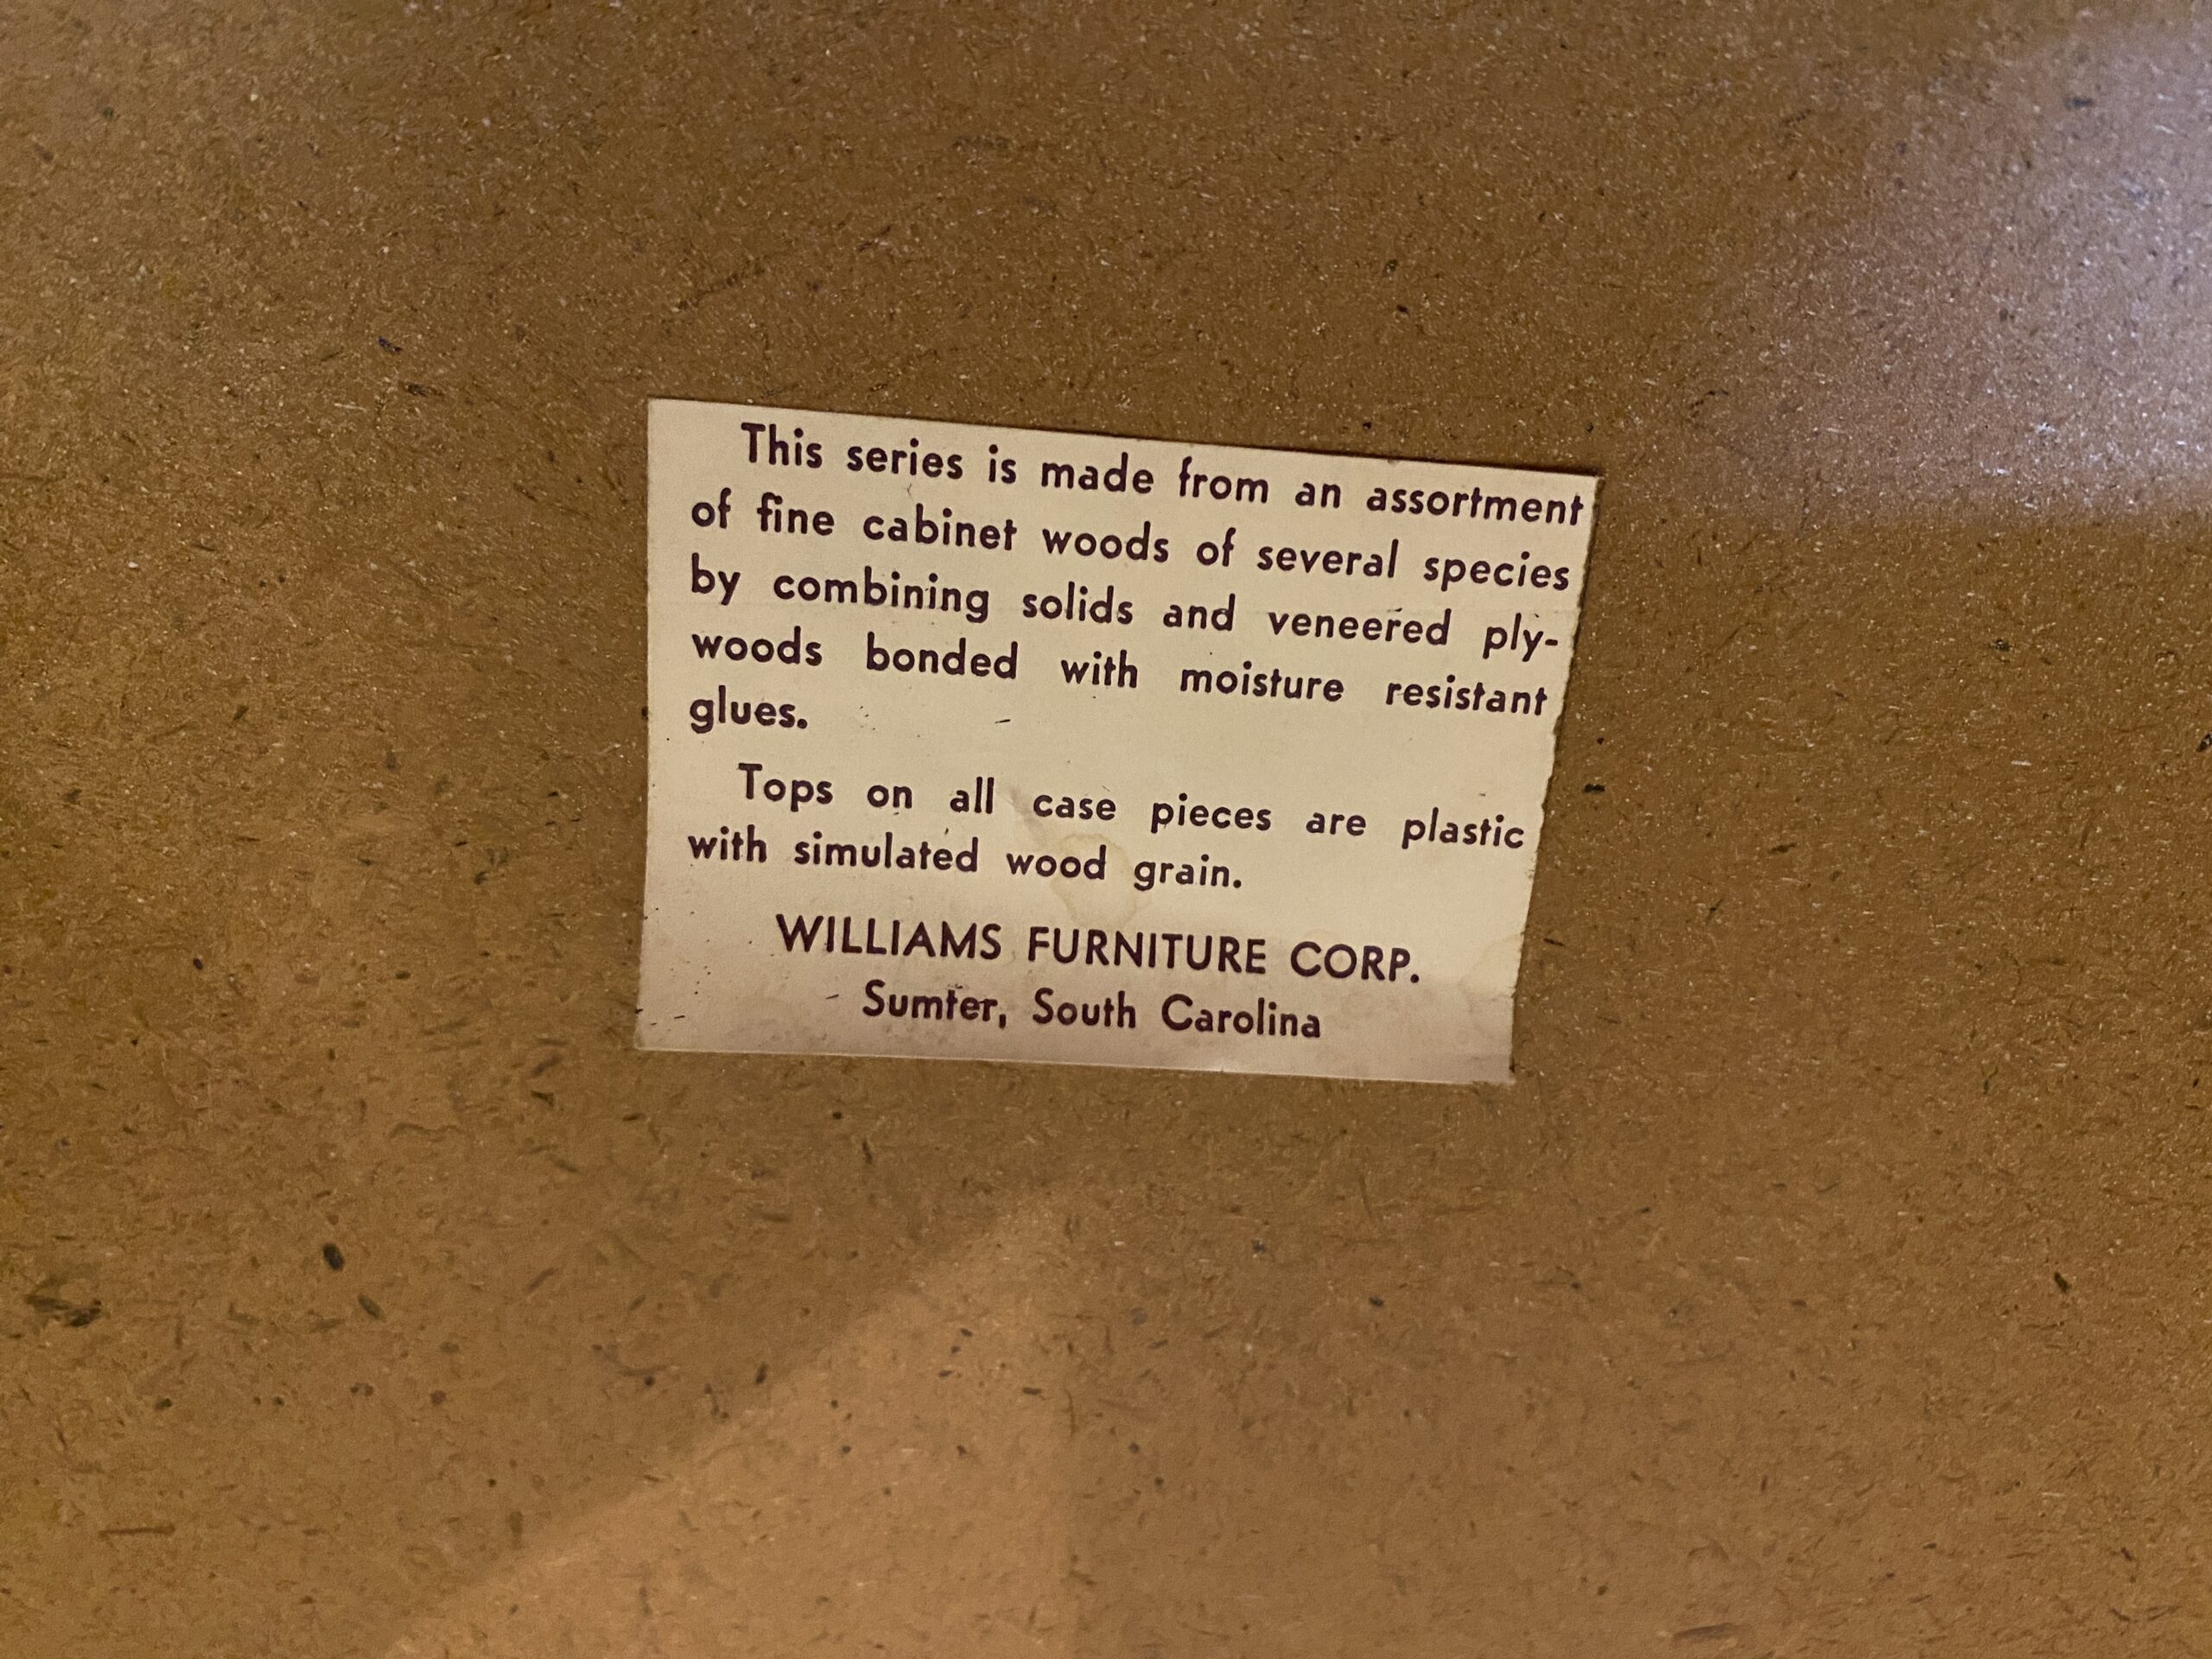 This series is made from an assortment
of fine cabinet woods of several species
by combining solids and veneered ply-
woods bonded with moisture resistant
glues.
Tops on all case pieces are plastic
with simulated wood grain.
WILLIAMS FURNITURE CORP.
Sumter, South Carolina